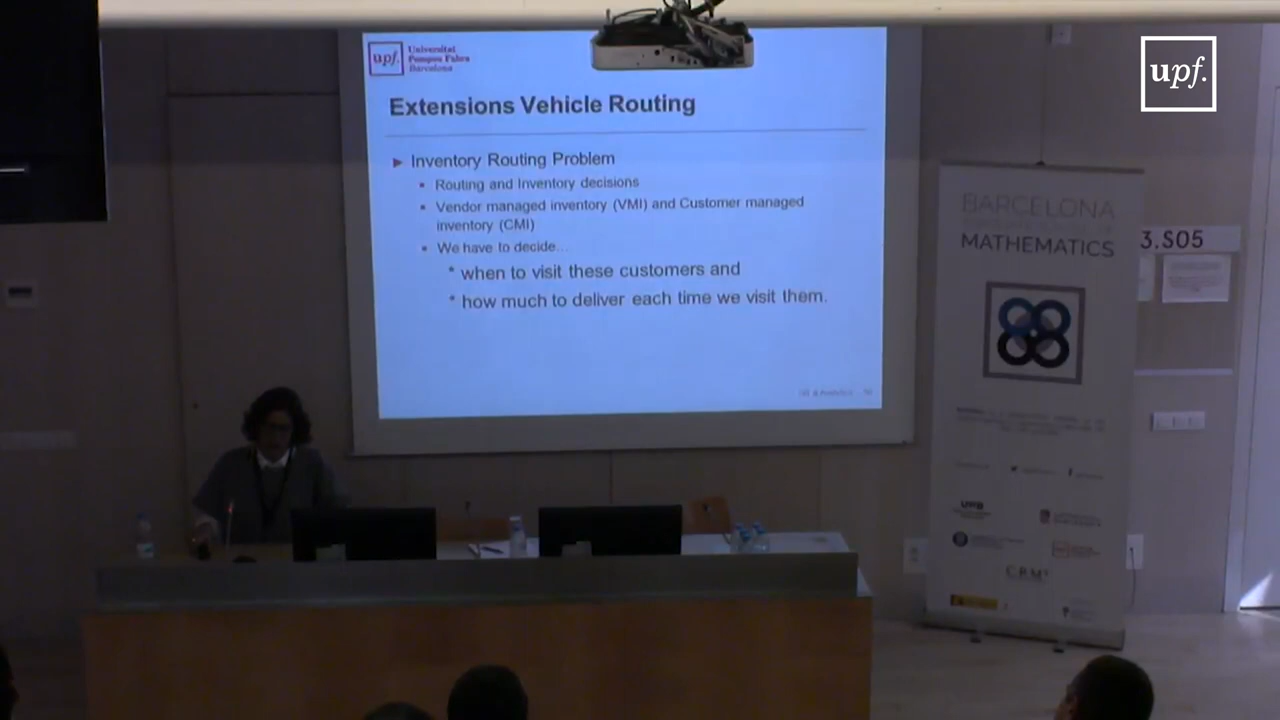 upf.
Universitat
Pompeu Fabra
Barcelona
upf.
Extensions Vehicle Routing
► Inventory Routing Problem
▪ Routing and Inventory decisions
▪ Vendor managed inventory (VMI) and Customer managed
inventory (CMI)
▪ We have to decide...
* when to visit these customers and
* how much to deliver each time we visit them.
BARCELONA
MATHEMATICS
3.S05
CRM